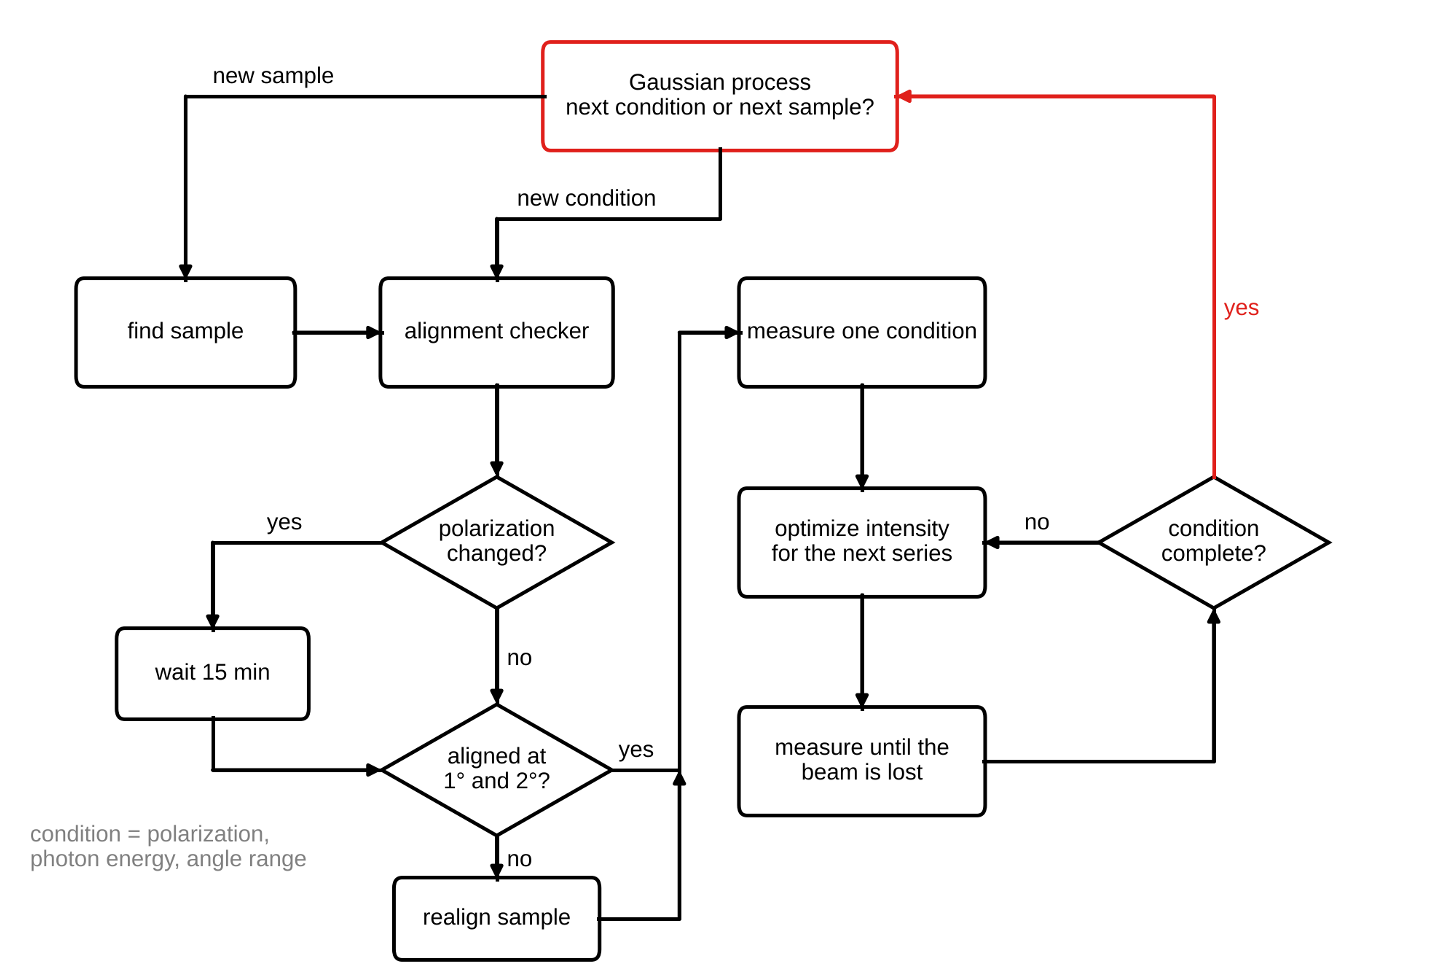 Gaussian process
next condition or next sample?
new sample
new condition
find sample
alignment checker
measure one condition
yes
polarization
changed?
yes
optimize intensity
for the next series
no
condition
complete?
wait 15 min
no
aligned at
1° and 2°?
yes
measure until the
beam is lost
condition = polarization,
photon energy, angle range
no
realign sample